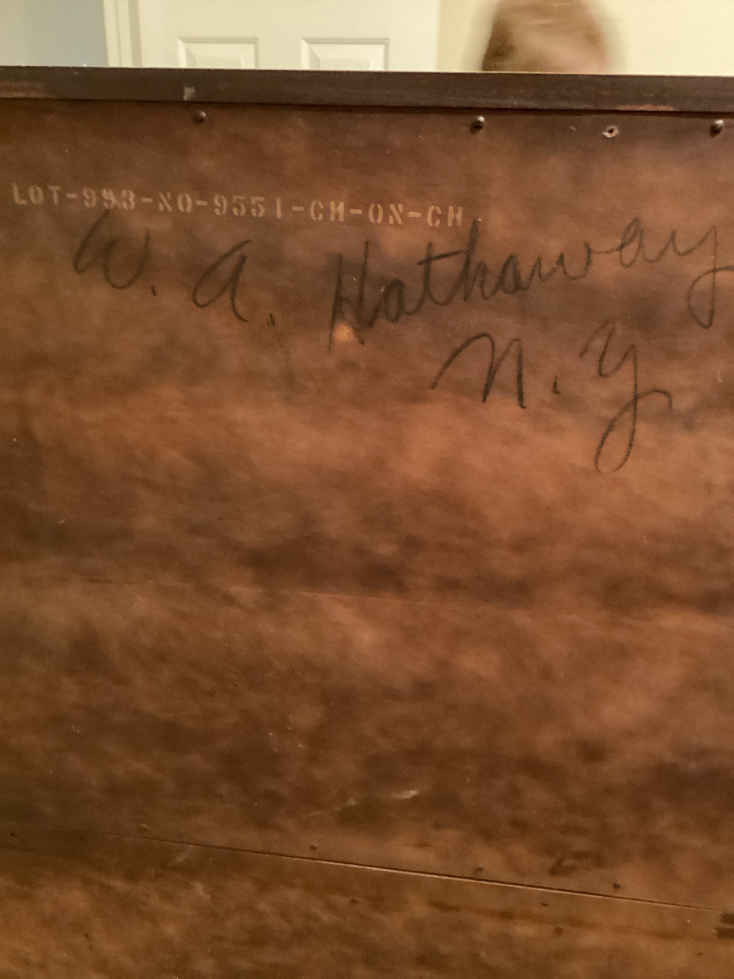 LOT-993-NO-9551-CH-ON-CH
W. A. Hathaway
N. Y